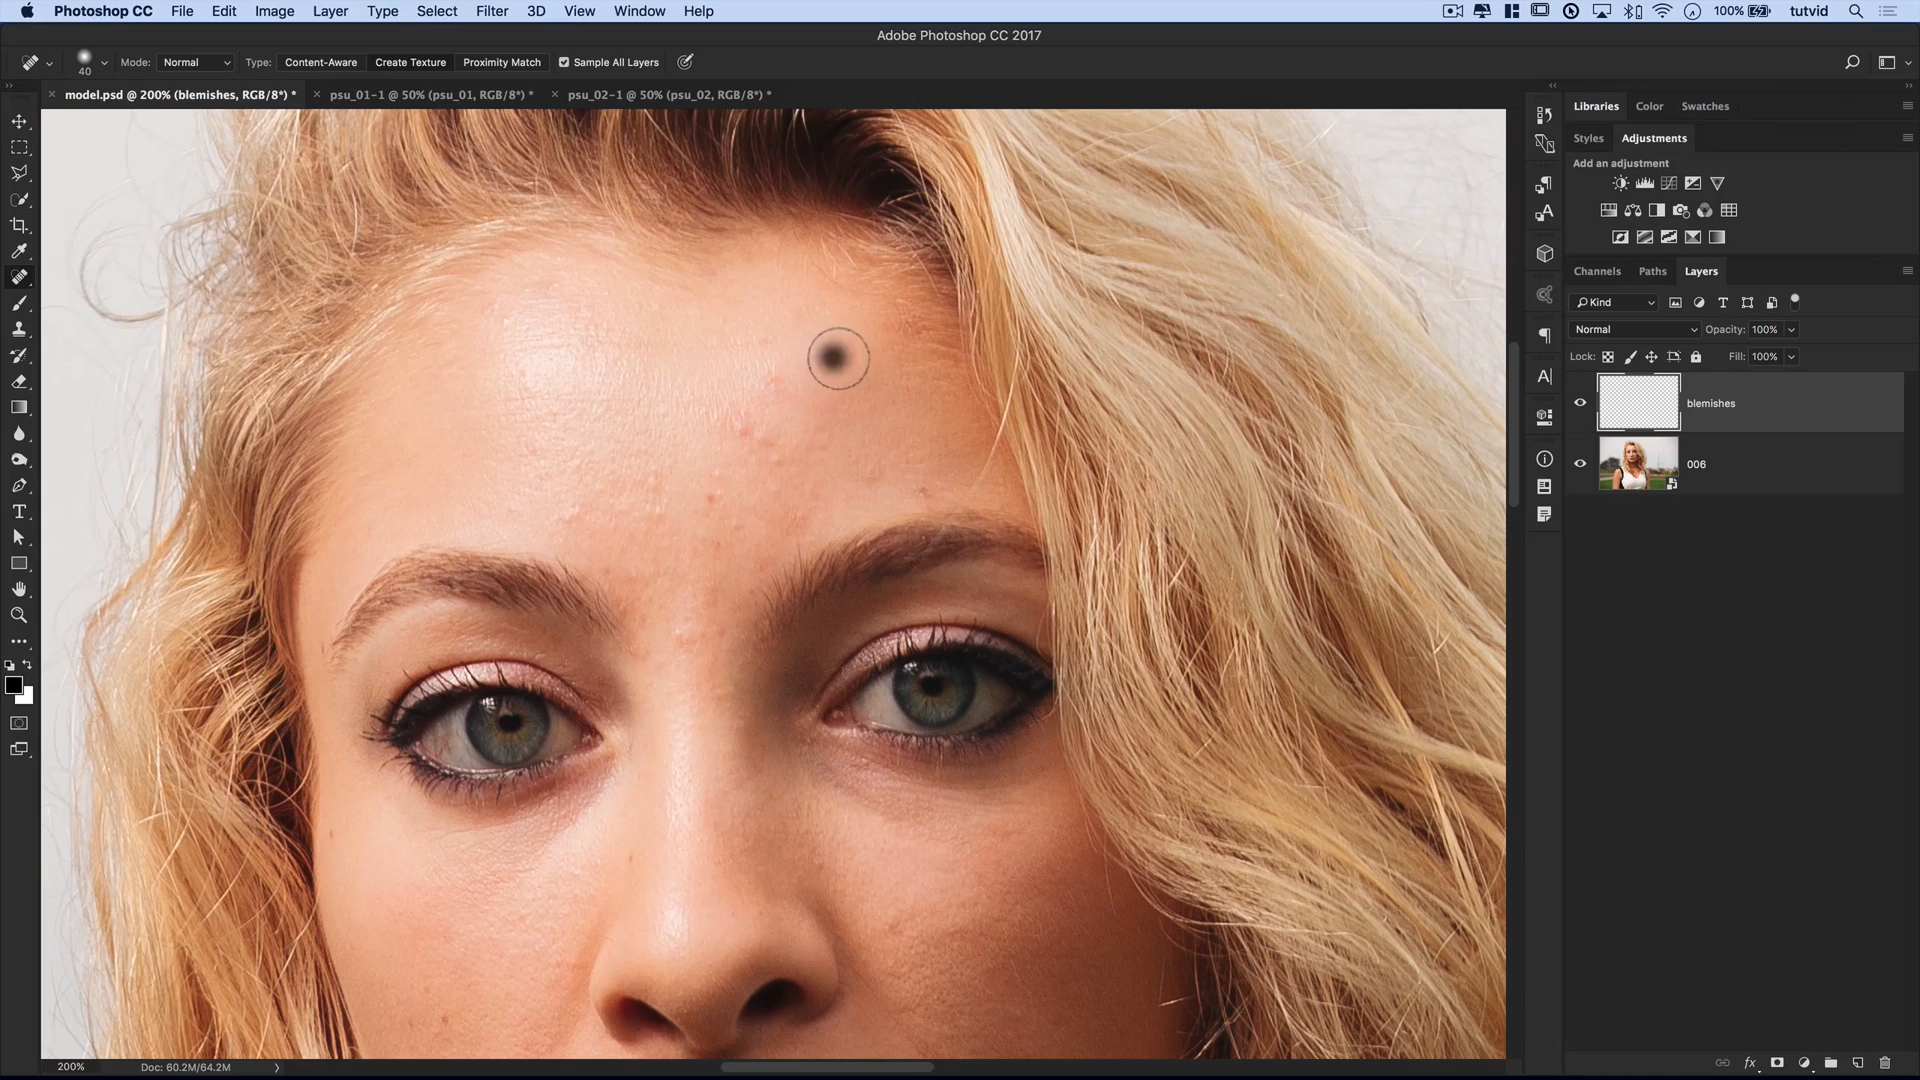 Photoshop CC File Edit Image Layer Type Select Filter 3D View Window Help 100% tutvid
Adobe Photoshop CC 2017
40 Mode: Normal Type: Content-Aware Create Texture Proximity Match Sample All Layers
model.psd @ 200% (blemishes, RGB/8*) * psu_01-1 @ 50% (psu_01, RGB/8*) * psu_02-1 @ 50% (psu_02, RGB/8*) *
Libraries Color Swatches
Styles Adjustments
Add an adjustment
Channels Paths Layers
Kind
Normal Opacity: 100%
Lock: Fill: 100%
blemishes
006
200% Doc: 60.2M/64.2M